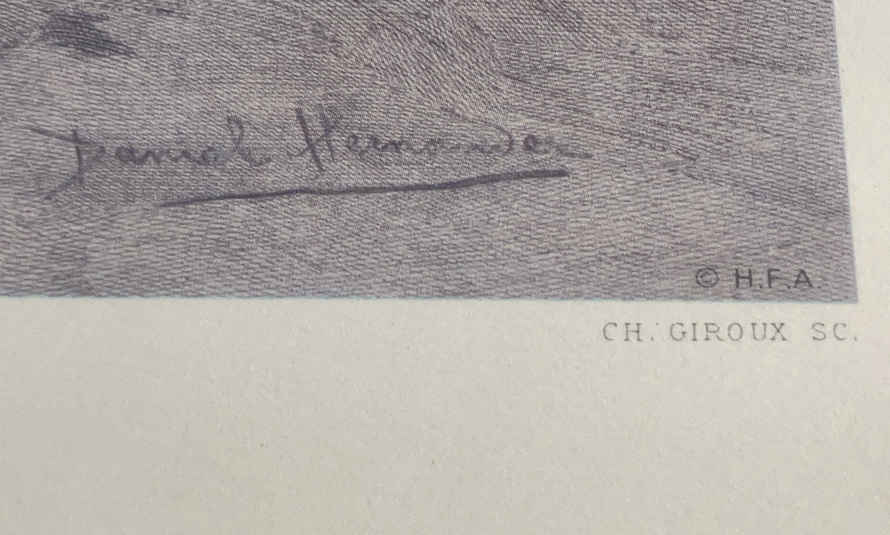 Daniel Hernandez
© H.F.A.
CH. GIROUX SC.